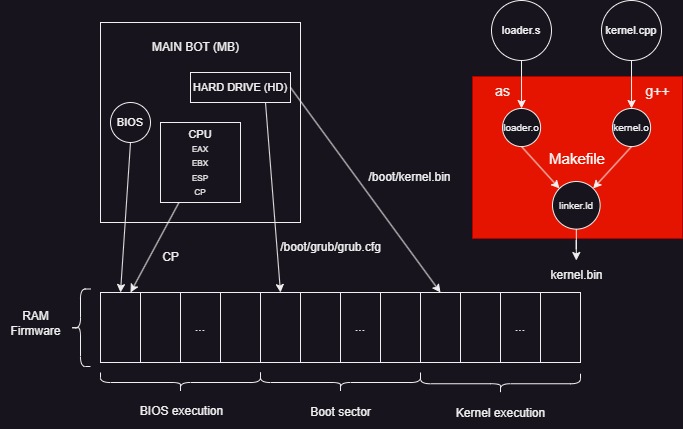 MAIN BOT (MB)
HARD DRIVE (HD)
BIOS
CPU
EAX
EBX
ESP
CP
CP
/boot/grub/grub.cfg
/boot/kernel.bin
loader.s
kernel.cpp
as
g++
loader.o
kernel.o
Makefile
linker.ld
kernel.bin
RAM
Firmware
...
...
...
BIOS execution
Boot sector
Kernel execution